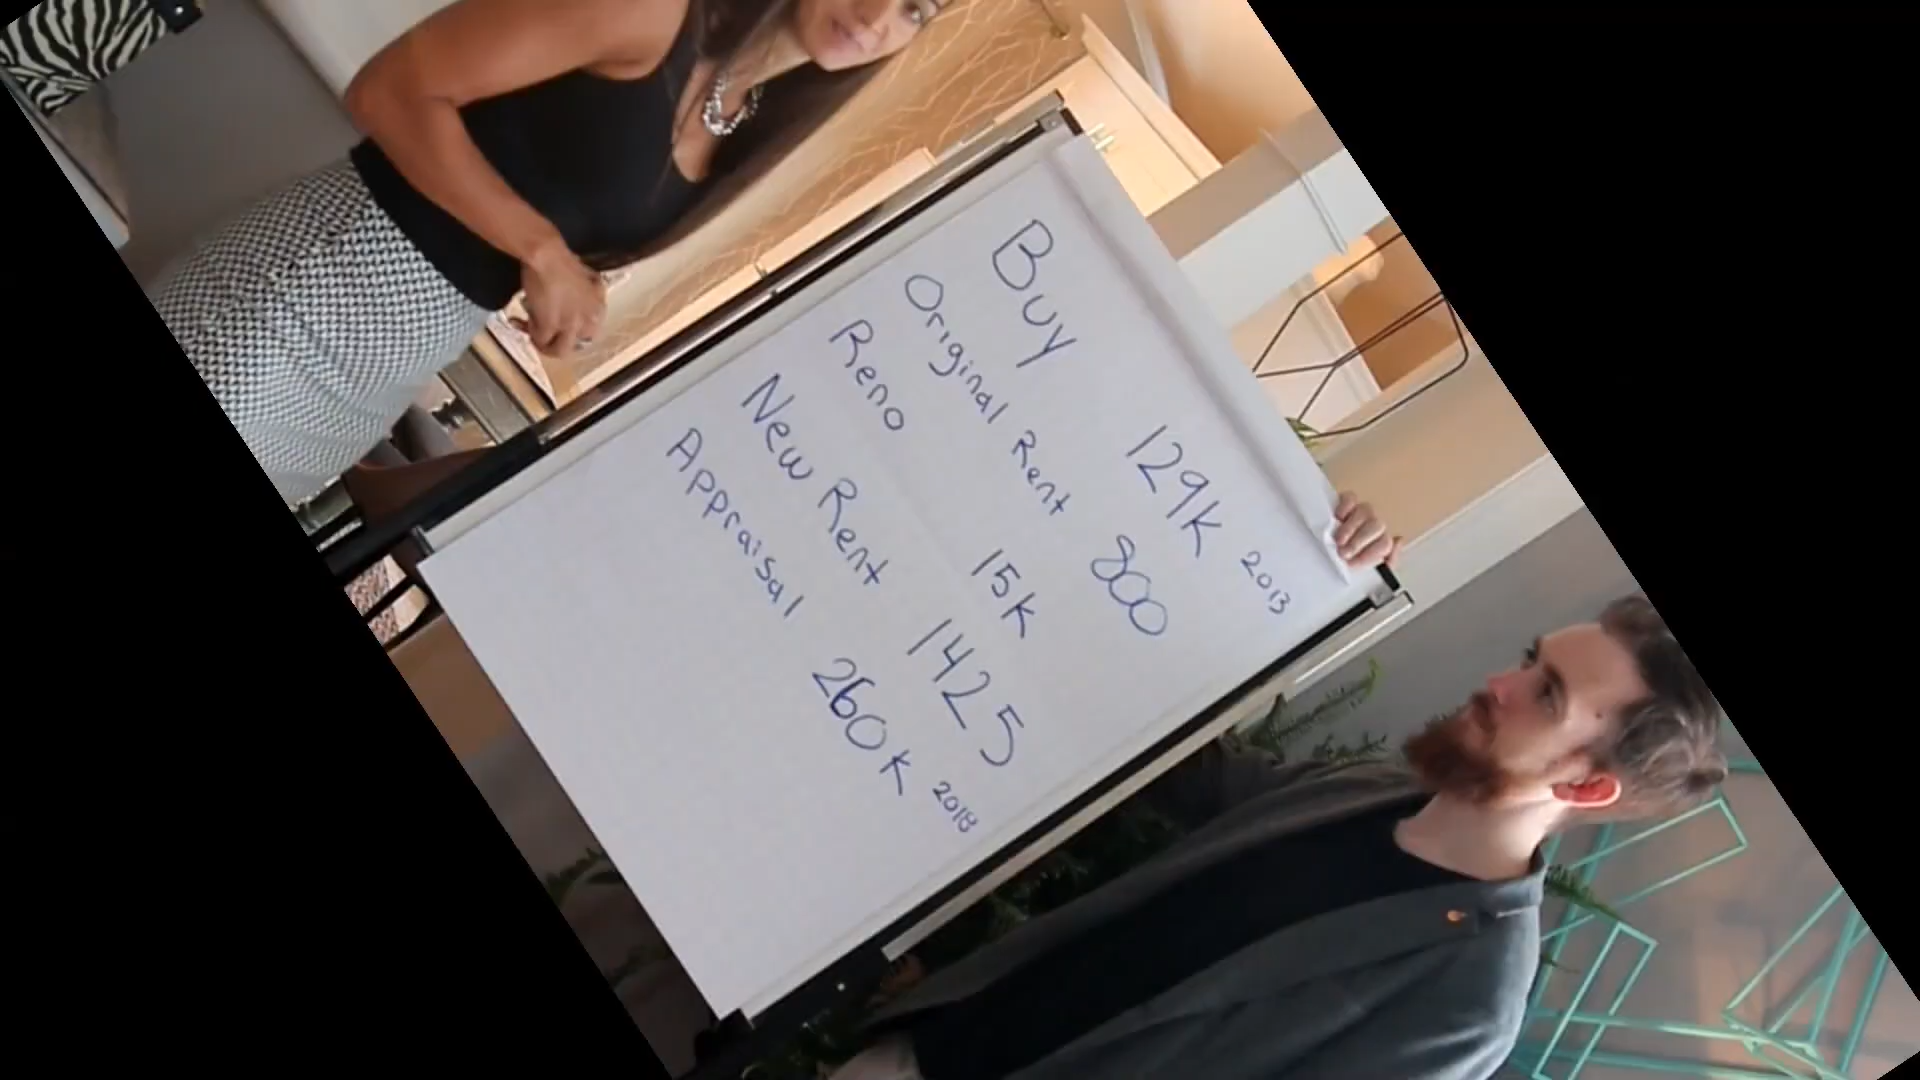 Buy 129K 2013
Original Rent 800
Reno 15K
New Rent 1425
Appraisal 260K 2018